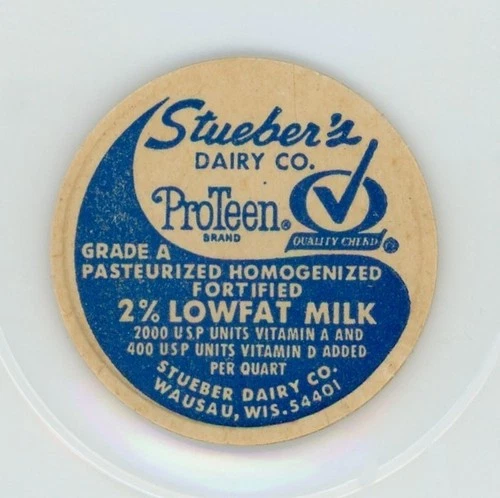 Stueber's
DAIRY CO.
ProTeen®
BRAND
QUALITY CHEKD ®
GRADE A
PASTEURIZED HOMOGENIZED
FORTIFIED
2% LOWFAT MILK
2000 U.S.P UNITS VITAMIN A AND
400 USP UNITS VITAMIN D ADDED
PER QUART
STUEBER DAIRY CO.
WAUSAU, WIS. 54401